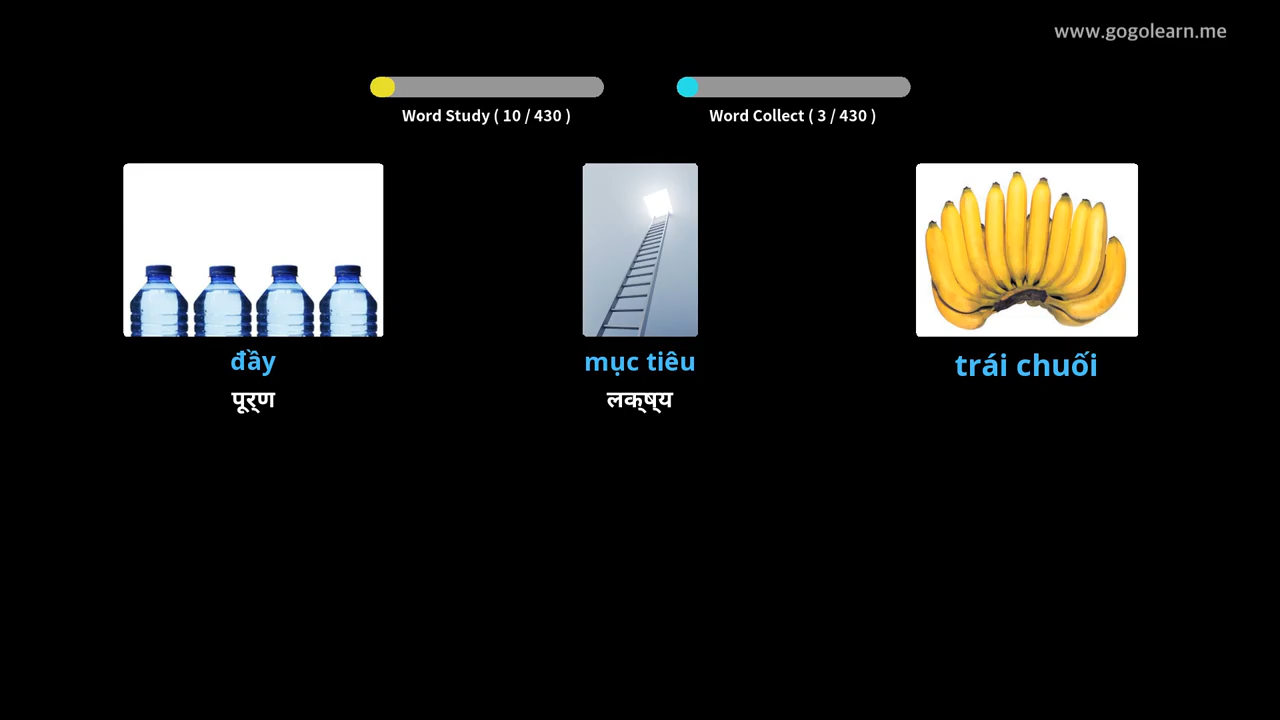 www.gogolearn.me
Word Study ( 10 / 430 )
Word Collect ( 3 / 430 )
đầy
पूर्ण
mục tiêu
लक्ष्य
trái chuối